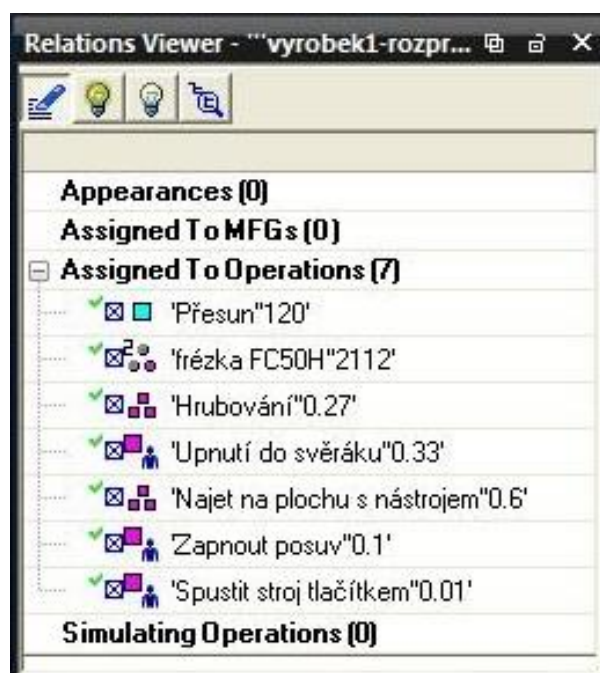 Relations Viewer - '"vyrobek1-rozpr...
Appearances (0)
Assigned To MFGs (0)
Assigned To Operations (7)
'Přesun"120'
2 'frézka FC50H"2112'
'Hrubování"0.27'
'Upnutí do svěráku"0.33'
'Najet na plochu s nástrojem"0.6'
'Zapnout posuv"0.1'
'Spustit stroj tlačítkem"0.01'
Simulating Operations (0)